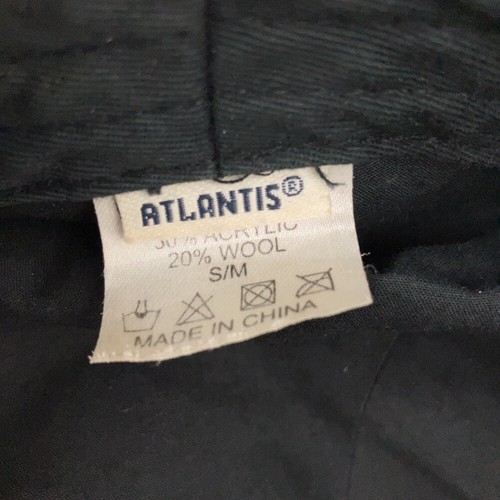 ATLANTIS®
ACRYLIC
20% WOOL
S/M
MADE IN CHINA